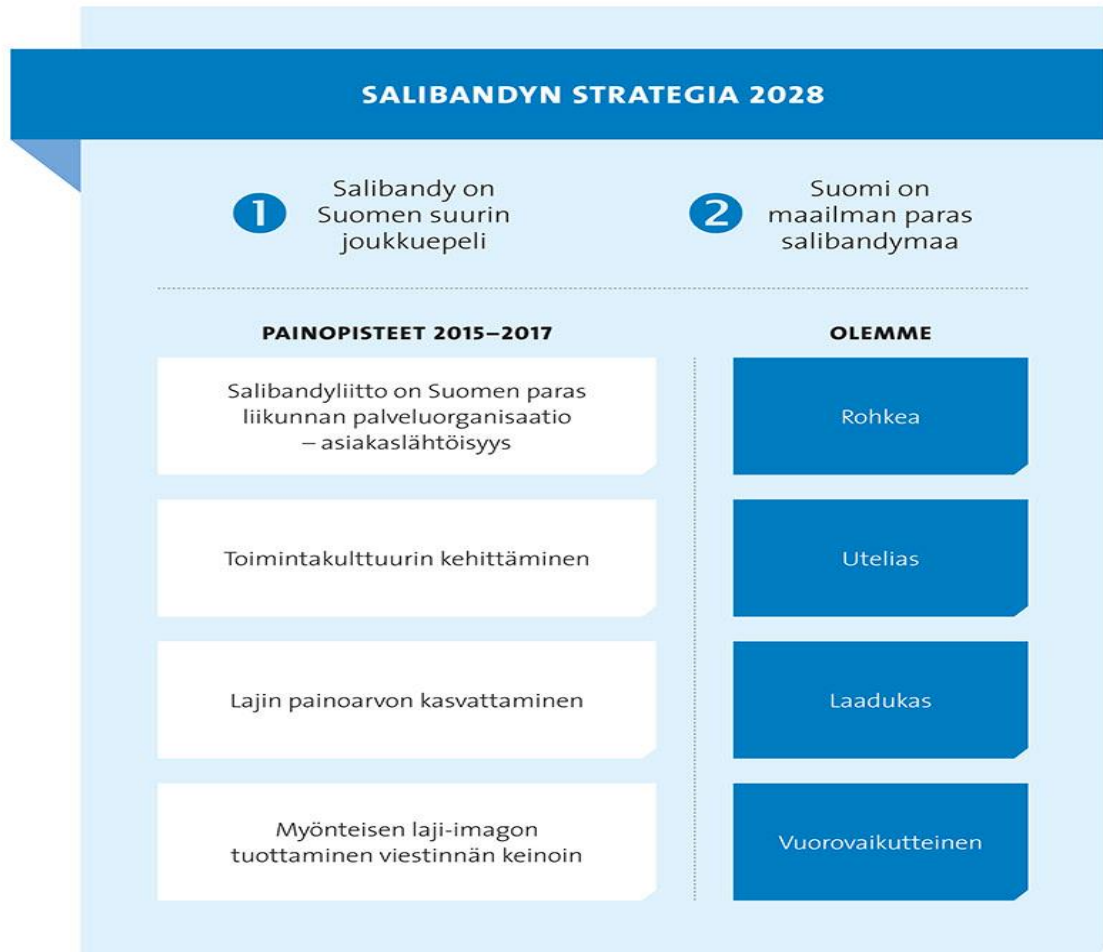 SALIBANDYN STRATEGIA 2028
1
Salibandy on
Suomen suurin
joukkuepeli
2
Suomi on
maailman paras
salibandymaa
PAINOPISTEET 2015–2017
Salibandyliitto on Suomen paras
liikunnan palveluorganisaatio
– asiakaslähtöisyys
Toimintakulttuurin kehittäminen
Lajin painoarvon kasvattaminen
Myönteisen laji-imagon
tuottaminen viestinnän keinoin
OLEMME
Rohkea
Utelias
Laadukas
Vuorovaikutteinen